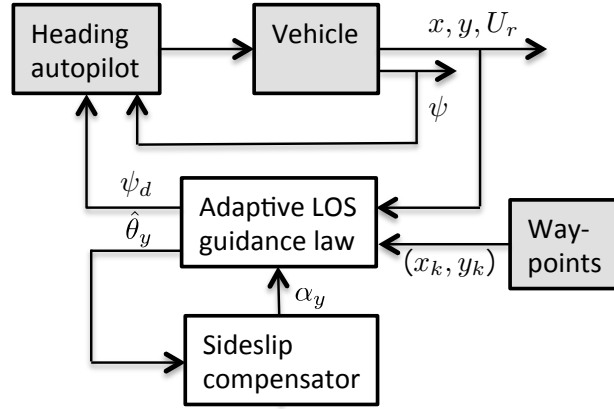 Heading
autopilot
Vehicle
x, y, U_r
ψ
ψ_d
θ̂_y
Adaptive LOS
guidance law
Way-
points
(x_k, y_k)
α_y
Sideslip
compensator